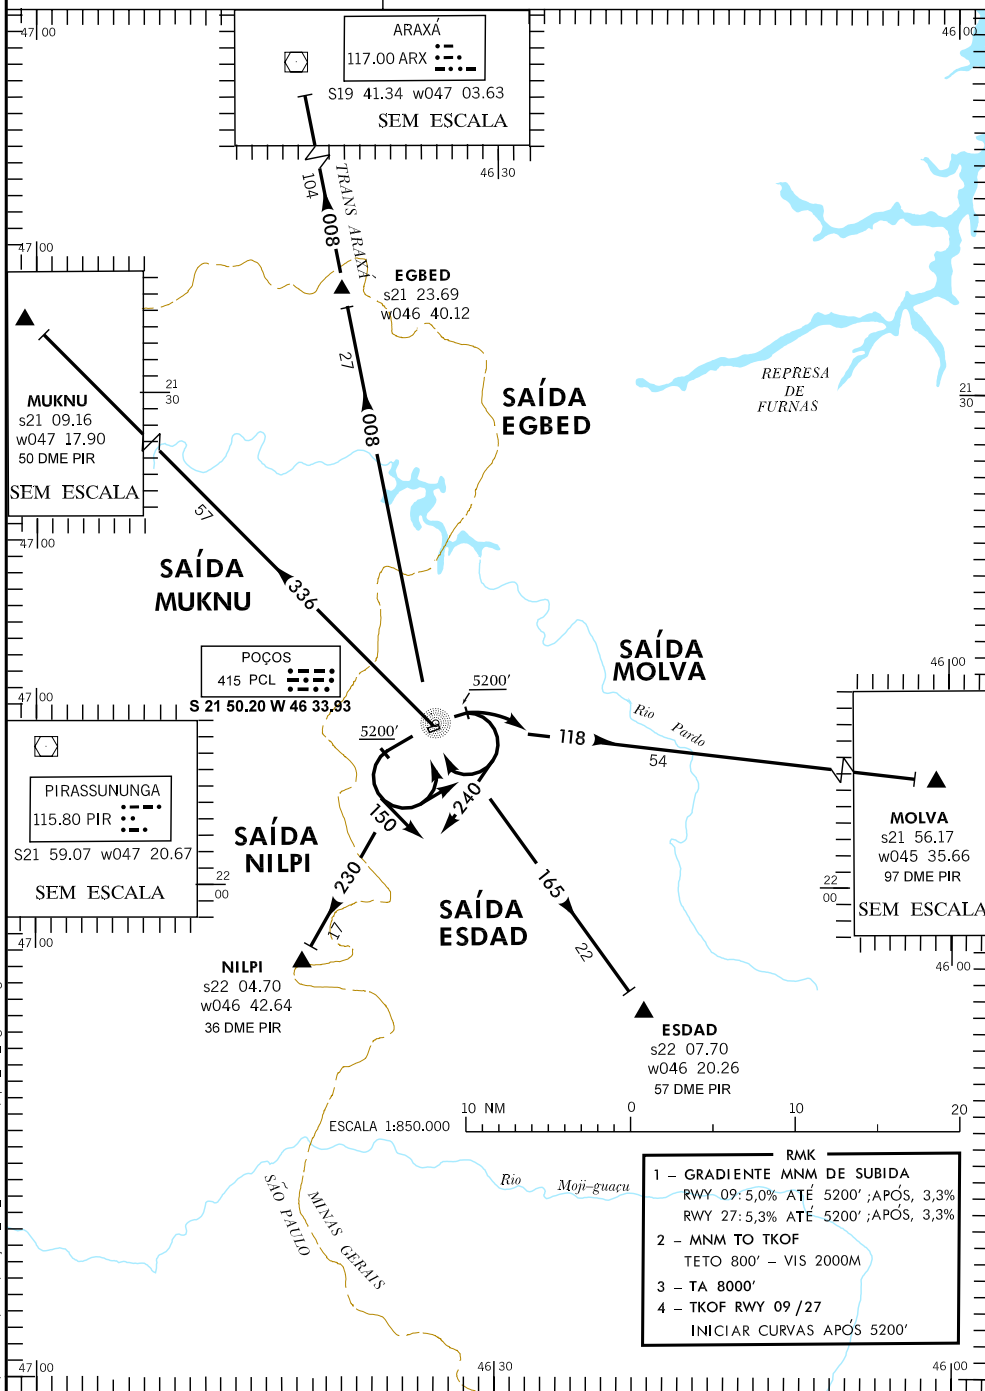 47 00
46 00
ARAXÁ
117.00 ARX
S19 41.34 W047 03.63
SEM ESCALA
46 30
104
TRANS ARAXÁ
008
47 00
EGBED
S21 23.69
W046 40.12
27
008
SAÍDA
EGBED
REPRESA
DE
FURNAS
21
30
21
30
MUKNU
S21 09.16
W047 17.90
50 DME PIR
SEM ESCALA
57
47 00
SAÍDA
MUKNU
336
POÇOS
415 PCL
S 21 50.20 W 46 33.93
47 00
SAÍDA
MOLVA
46 00
5200'
5200'
Rio Pardo
118
54
MOLVA
S21 56.17
W045 35.66
97 DME PIR
SEM ESCALA
22
00
46 00
PIRASSUNUNGA
115.80 PIR
S21 59.07 W047 20.67
SEM ESCALA
22
00
47 00
150
240
SAÍDA
NILPI
230
17
165
22
SAÍDA
ESDAD
NILPI
S22 04.70
W046 42.64
36 DME PIR
ESDAD
S22 07.70
W046 20.26
57 DME PIR
10 NM 0 10 20
ESCALA 1:850.000
Rio Moji-guaçu
SÃO PAULO
MINAS GERAIS
RMK
1 – GRADIENTE MNM DE SUBIDA
RWY 09: 5,0% ATÉ 5200' ;APÓS, 3,3%
RWY 27: 5,3% ATÉ 5200' ;APÓS, 3,3%
2 – MNM TO TKOF
TETO 800' – VIS 2000M
3 – TA 8000'
4 – TKOF RWY 09/27
INICIAR CURVAS APÓS 5200'
47 00
46 30
46 00